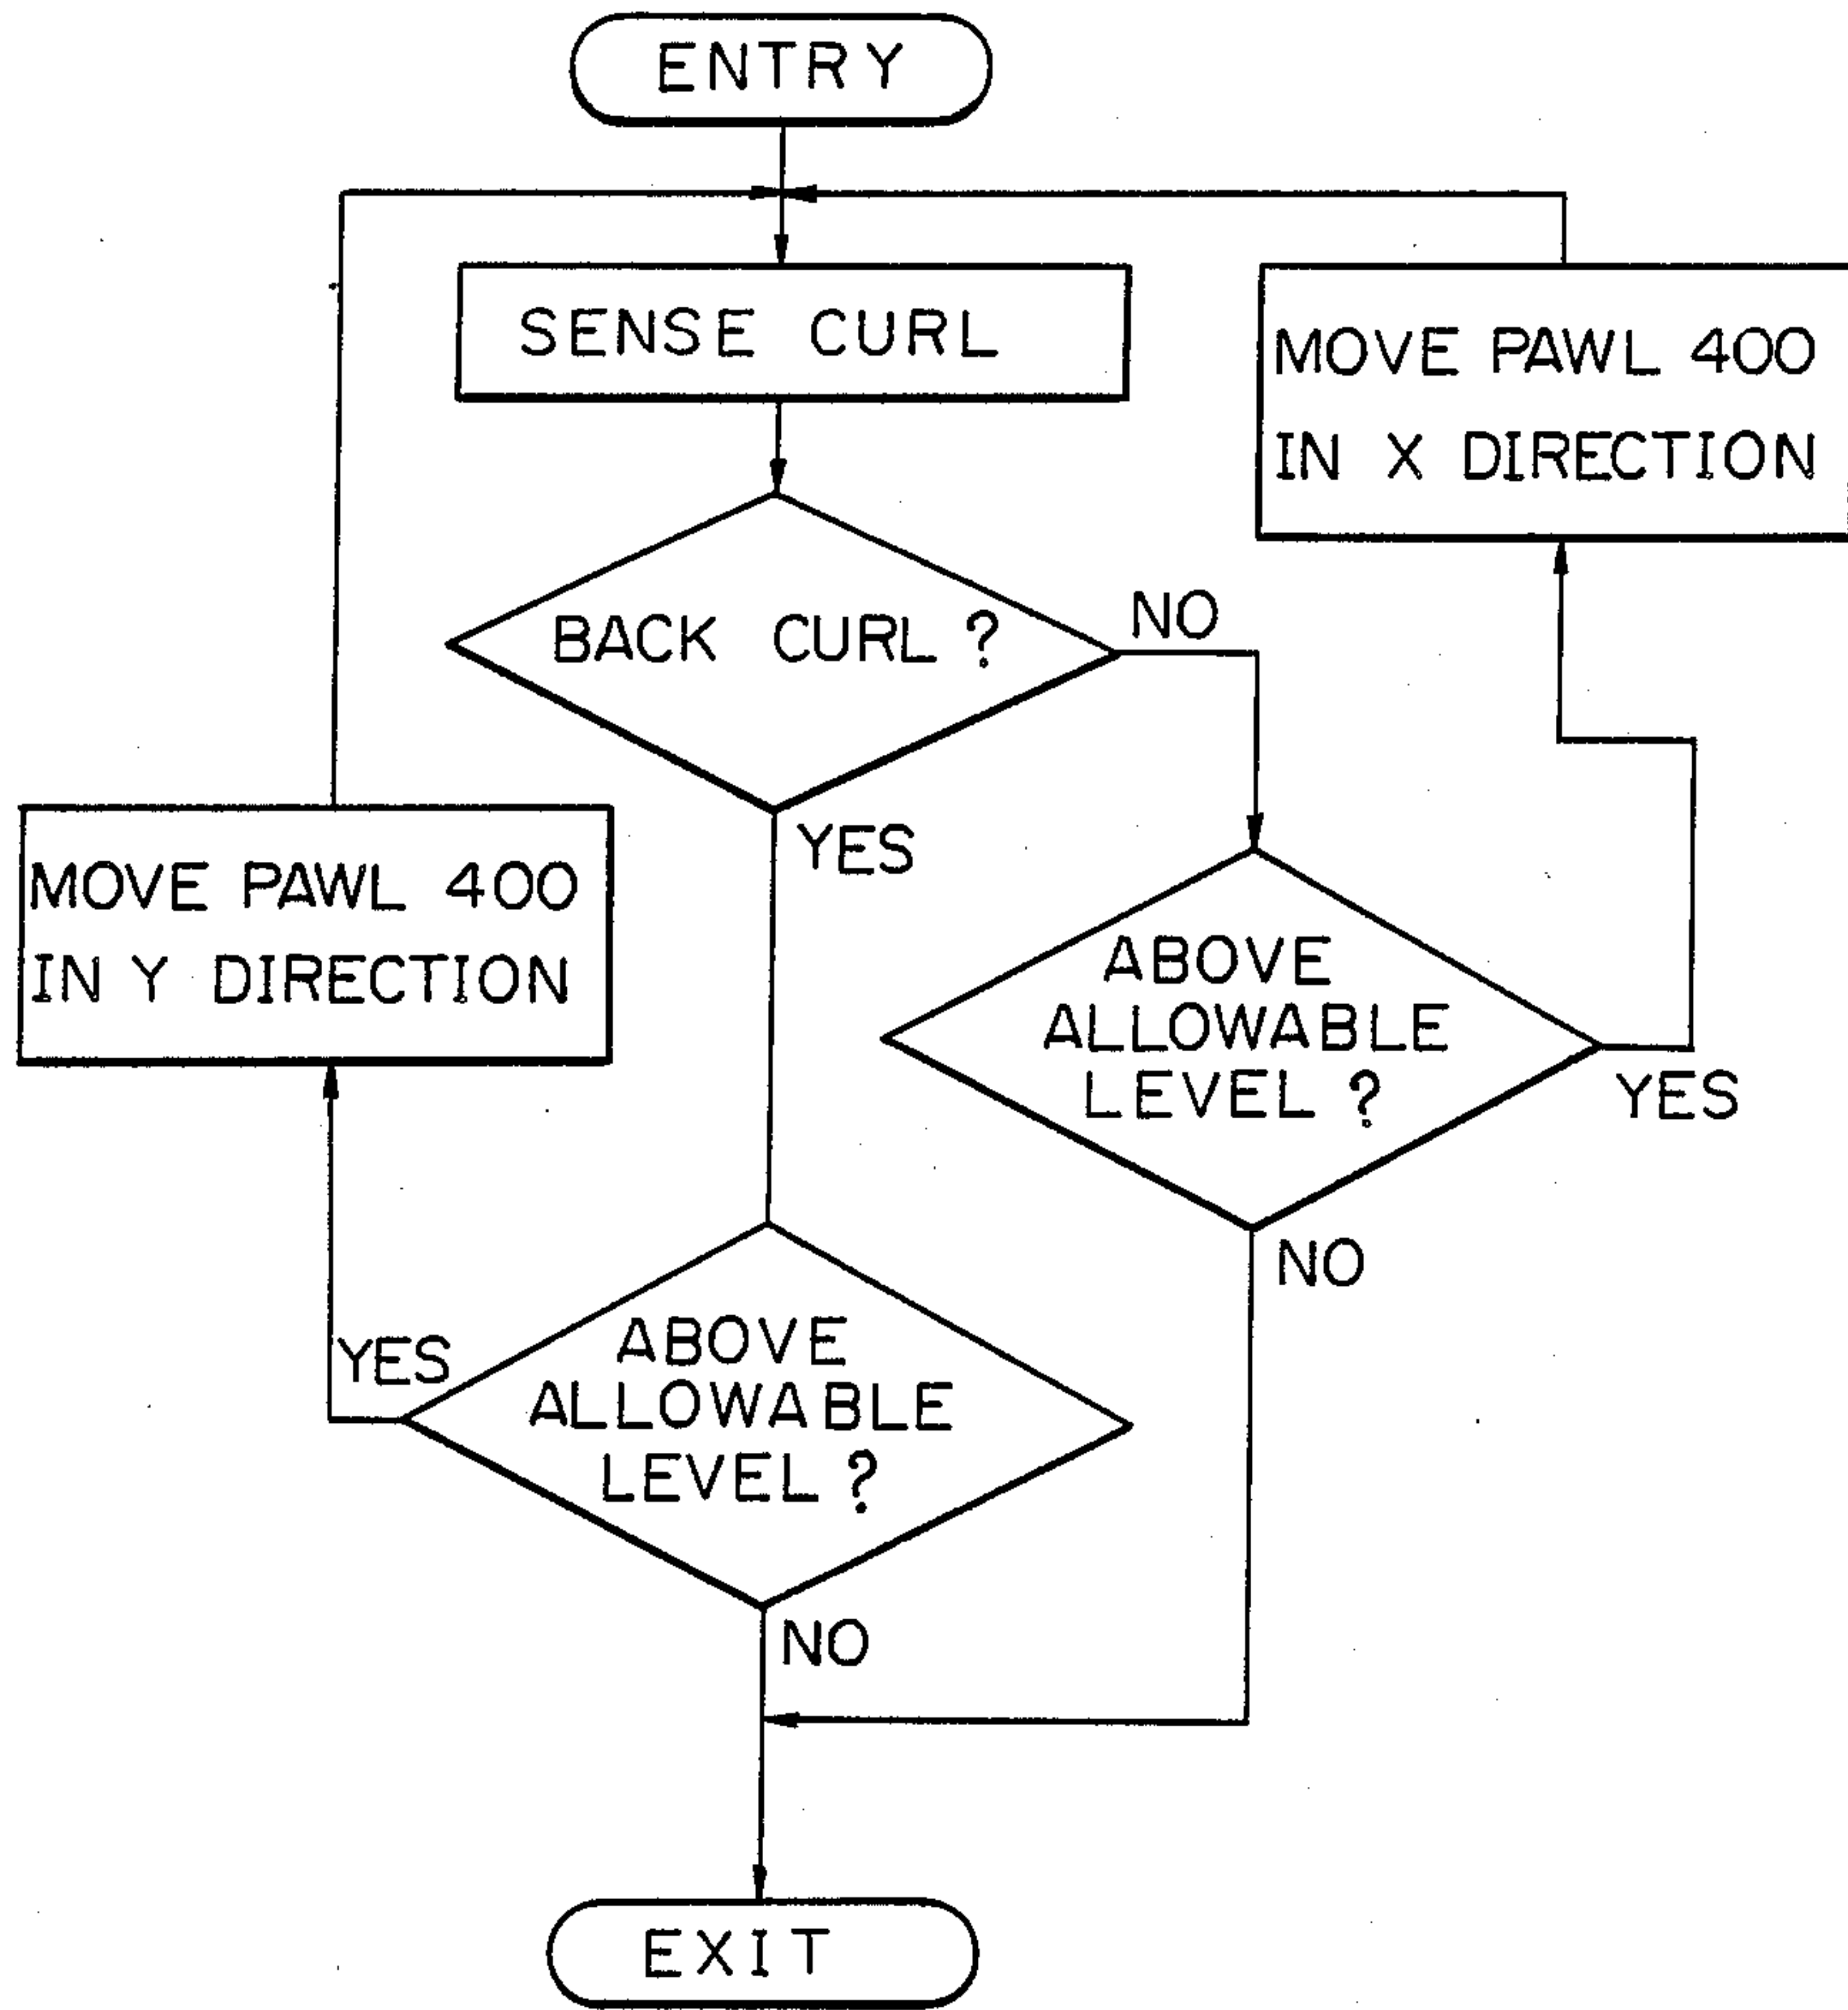 ENTRY
SENSE CURL
MOVE PAWL 400
IN X DIRECTION
BACK CURL ?
NO
YES
MOVE PAWL 400
IN Y DIRECTION
ABOVE
ALLOWABLE
LEVEL ?
YES
NO
ABOVE
ALLOWABLE
LEVEL ?
YES
NO
EXIT